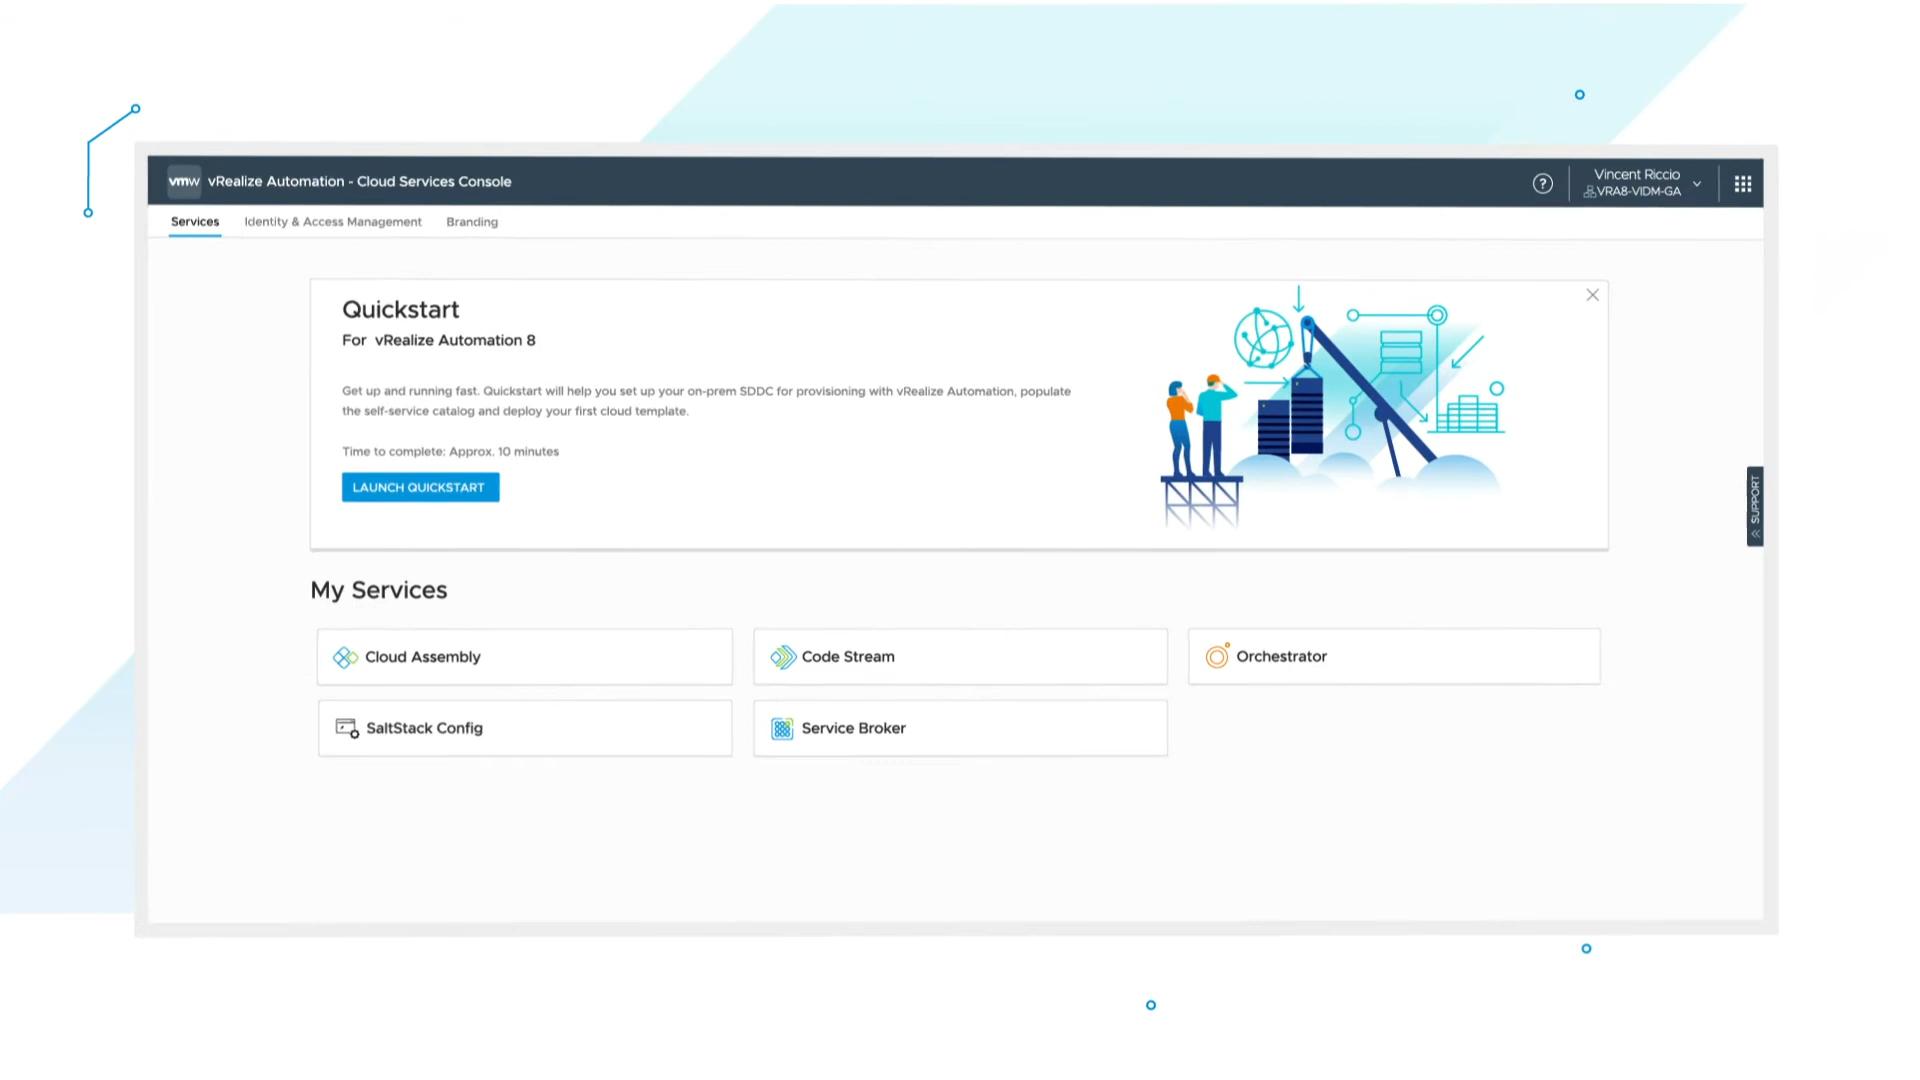 vmw vRealize Automation - Cloud Services Console
Vincent Riccio
VRA8-VIDM-GA
Services Identity & Access Management Branding
Quickstart
For vRealize Automation 8
Get up and running fast. Quickstart will help you set up your on-prem SDDC for provisioning with vRealize Automation, populate
the self-service catalog and deploy your first cloud template.
Time to complete: Approx. 10 minutes
LAUNCH QUICKSTART
SUPPORT
My Services
Cloud Assembly
Code Stream
Orchestrator
SaltStack Config
Service Broker